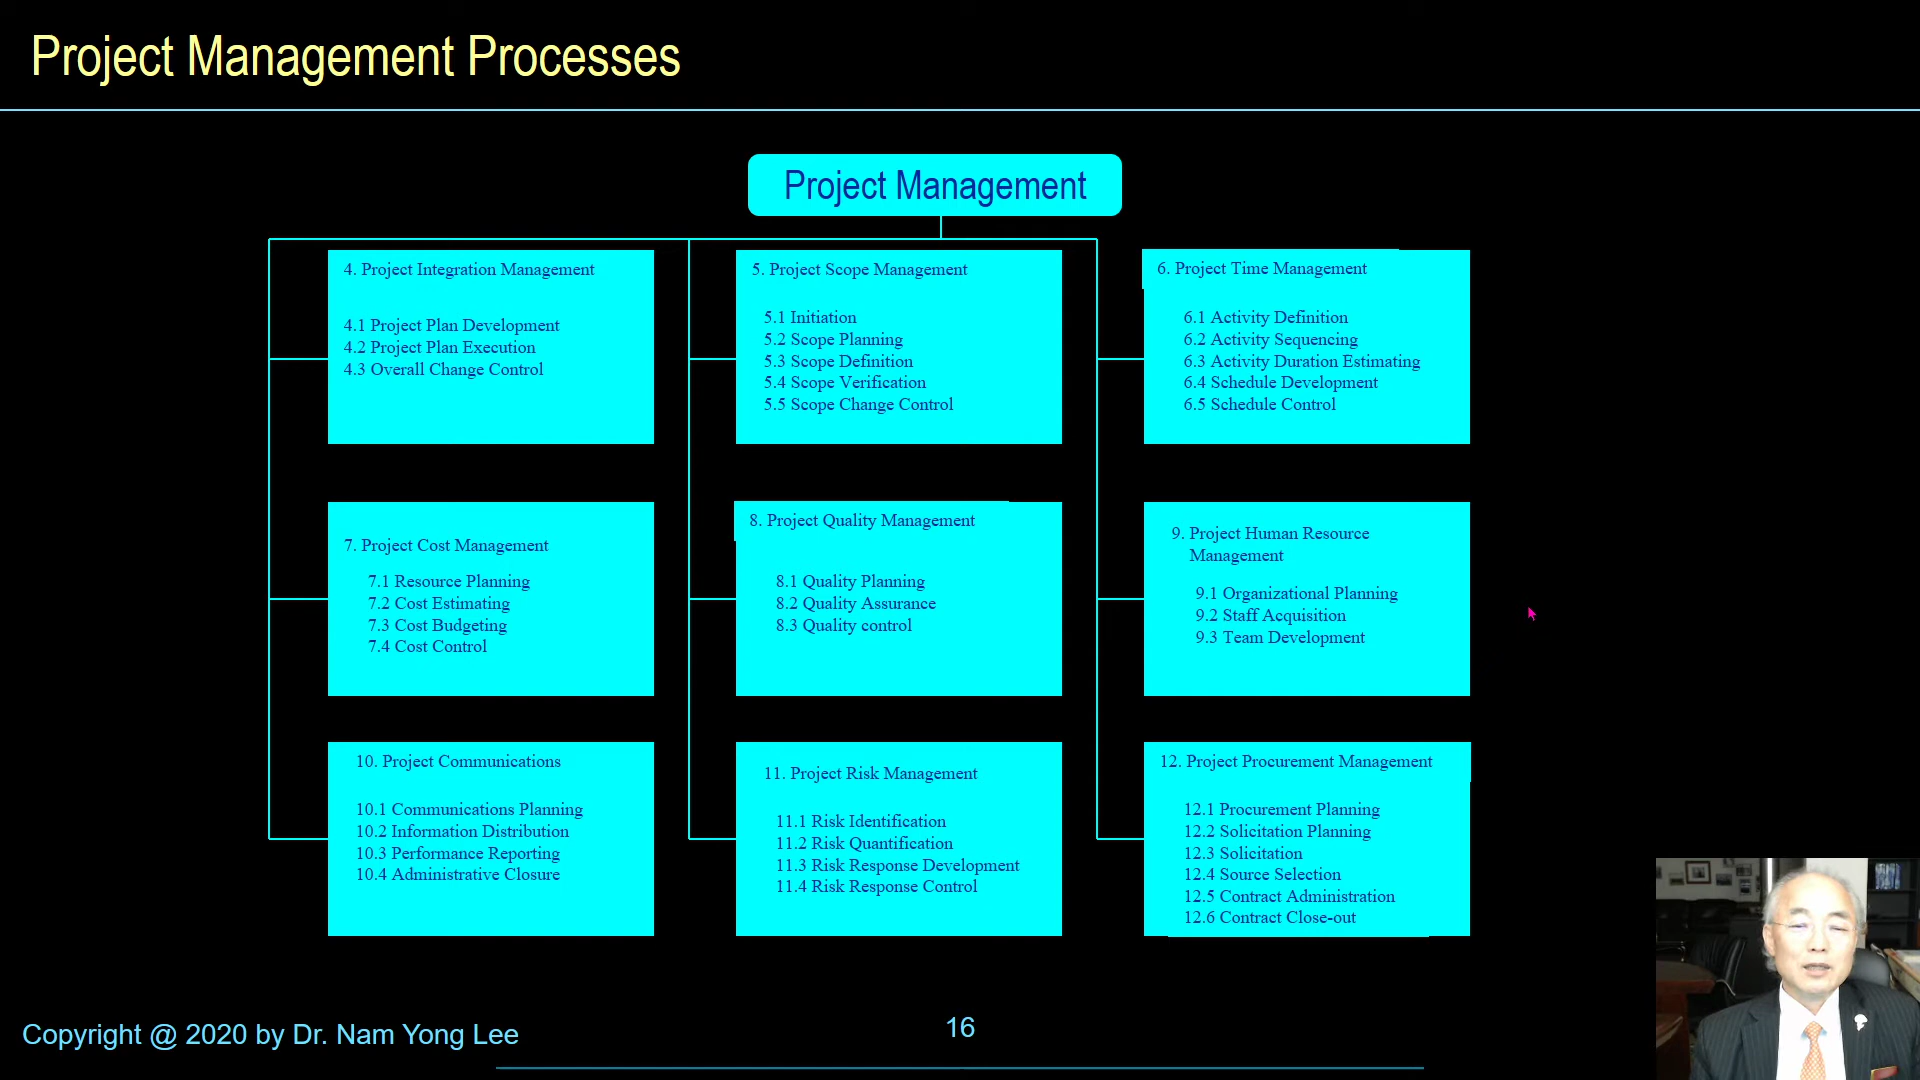 Project Management Processes
Project Management
4. Project Integration Management
4.1 Project Plan Development
4.2 Project Plan Execution
4.3 Overall Change Control
5. Project Scope Management
5.1 Initiation
5.2 Scope Planning
5.3 Scope Definition
5.4 Scope Verification
5.5 Scope Change Control
6. Project Time Management
6.1 Activity Definition
6.2 Activity Sequencing
6.3 Activity Duration Estimating
6.4 Schedule Development
6.5 Schedule Control
7. Project Cost Management
7.1 Resource Planning
7.2 Cost Estimating
7.3 Cost Budgeting
7.4 Cost Control
8. Project Quality Management
8.1 Quality Planning
8.2 Quality Assurance
8.3 Quality control
9. Project Human Resource
Management
9.1 Organizational Planning
9.2 Staff Acquisition
9.3 Team Development
10. Project Communications
10.1 Communications Planning
10.2 Information Distribution
10.3 Performance Reporting
10.4 Administrative Closure
11. Project Risk Management
11.1 Risk Identification
11.2 Risk Quantification
11.3 Risk Response Development
11.4 Risk Response Control
12. Project Procurement Management
12.1 Procurement Planning
12.2 Solicitation Planning
12.3 Solicitation
12.4 Source Selection
12.5 Contract Administration
12.6 Contract Close-out
Copyright @ 2020 by Dr. Nam Yong Lee
16